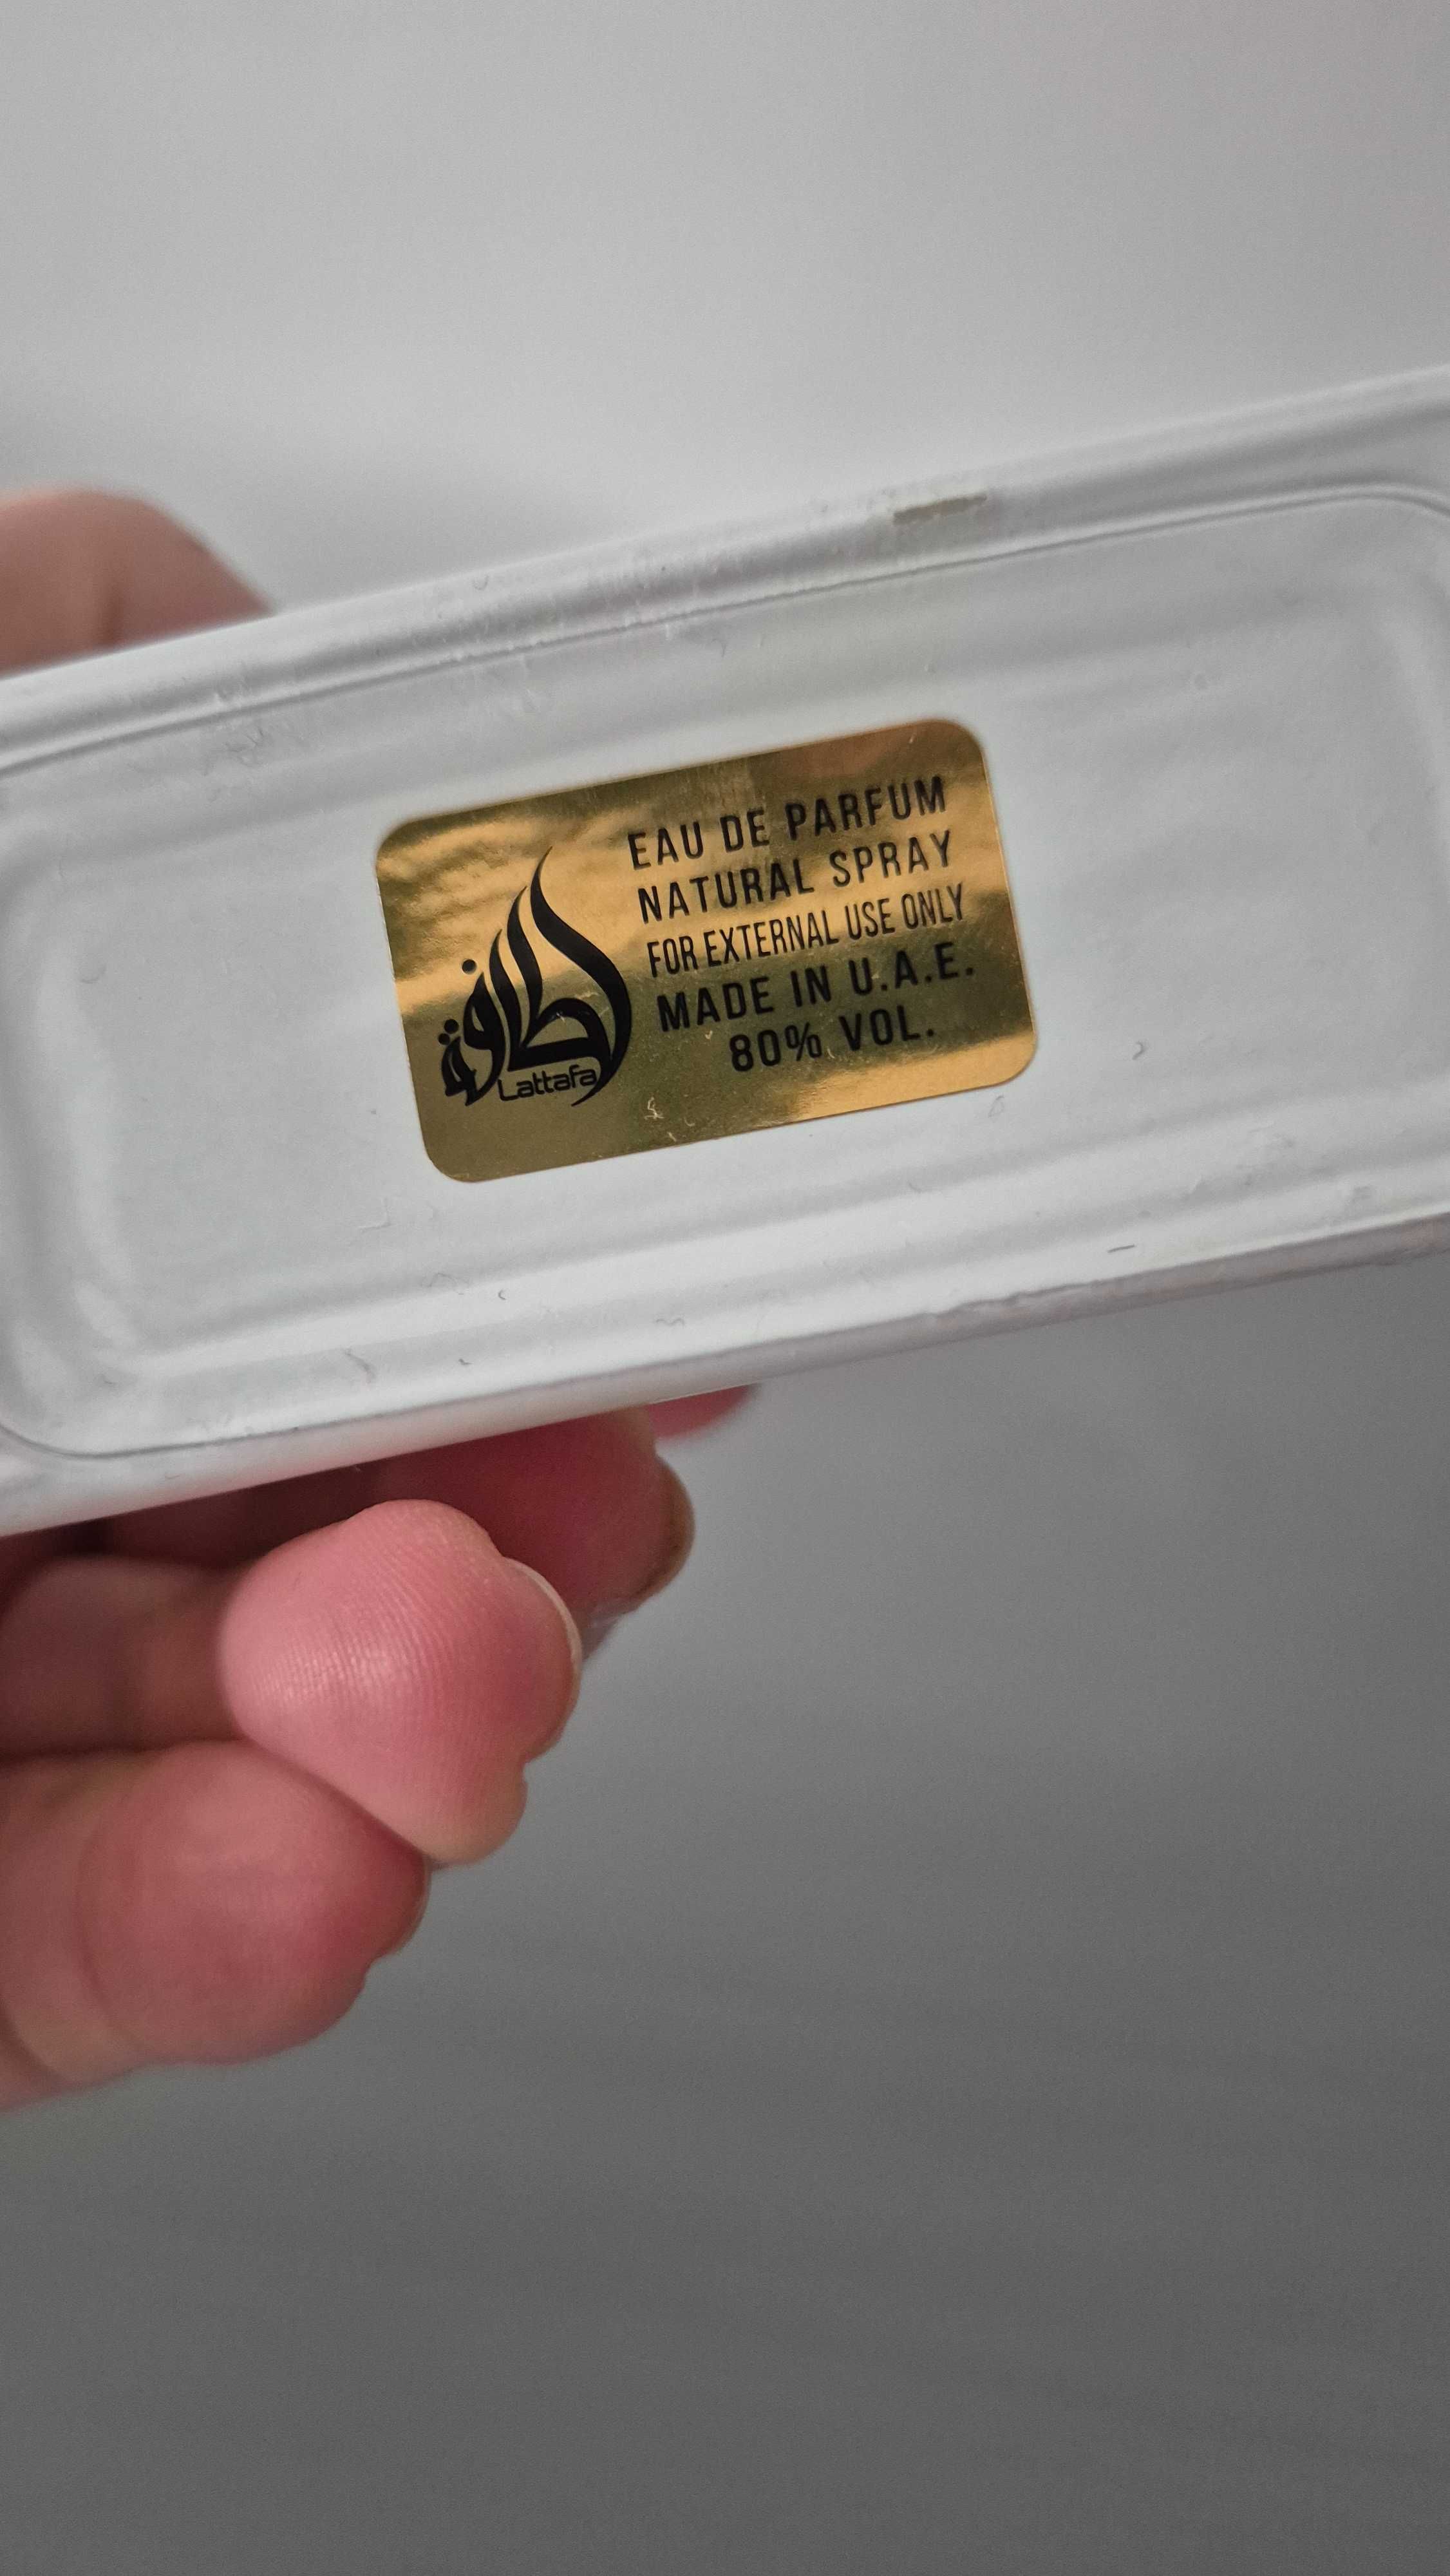 لطافة
Lattafa
EAU DE PARFUM
NATURAL SPRAY
FOR EXTERNAL USE ONLY
MADE IN U.A.E.
80% VOL.